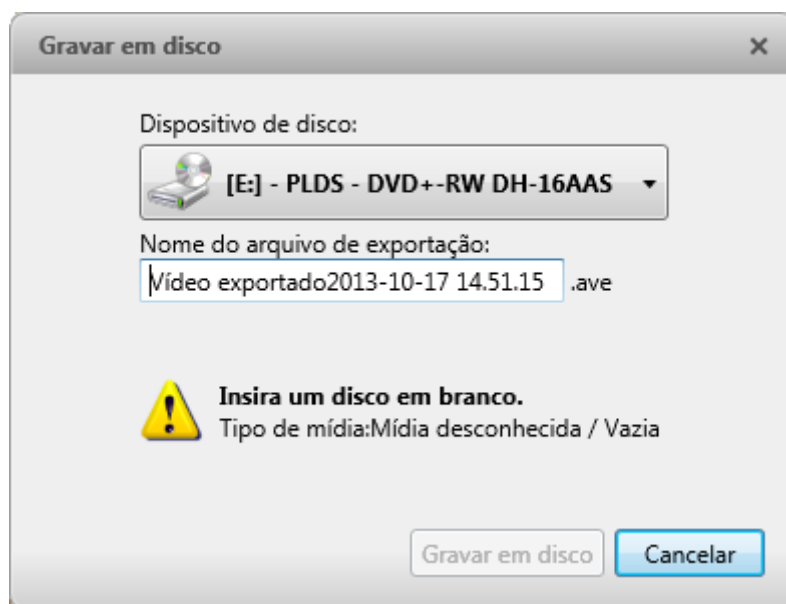 Gravar em disco
Dispositivo de disco:
[E:] - PLDS - DVD+-RW DH-16AAS
Nome do arquivo de exportação:
Vídeo exportado2013-10-17 14.51.15 .ave
Insira um disco em branco.
Tipo de mídia:Mídia desconhecida / Vazia
Gravar em disco Cancelar